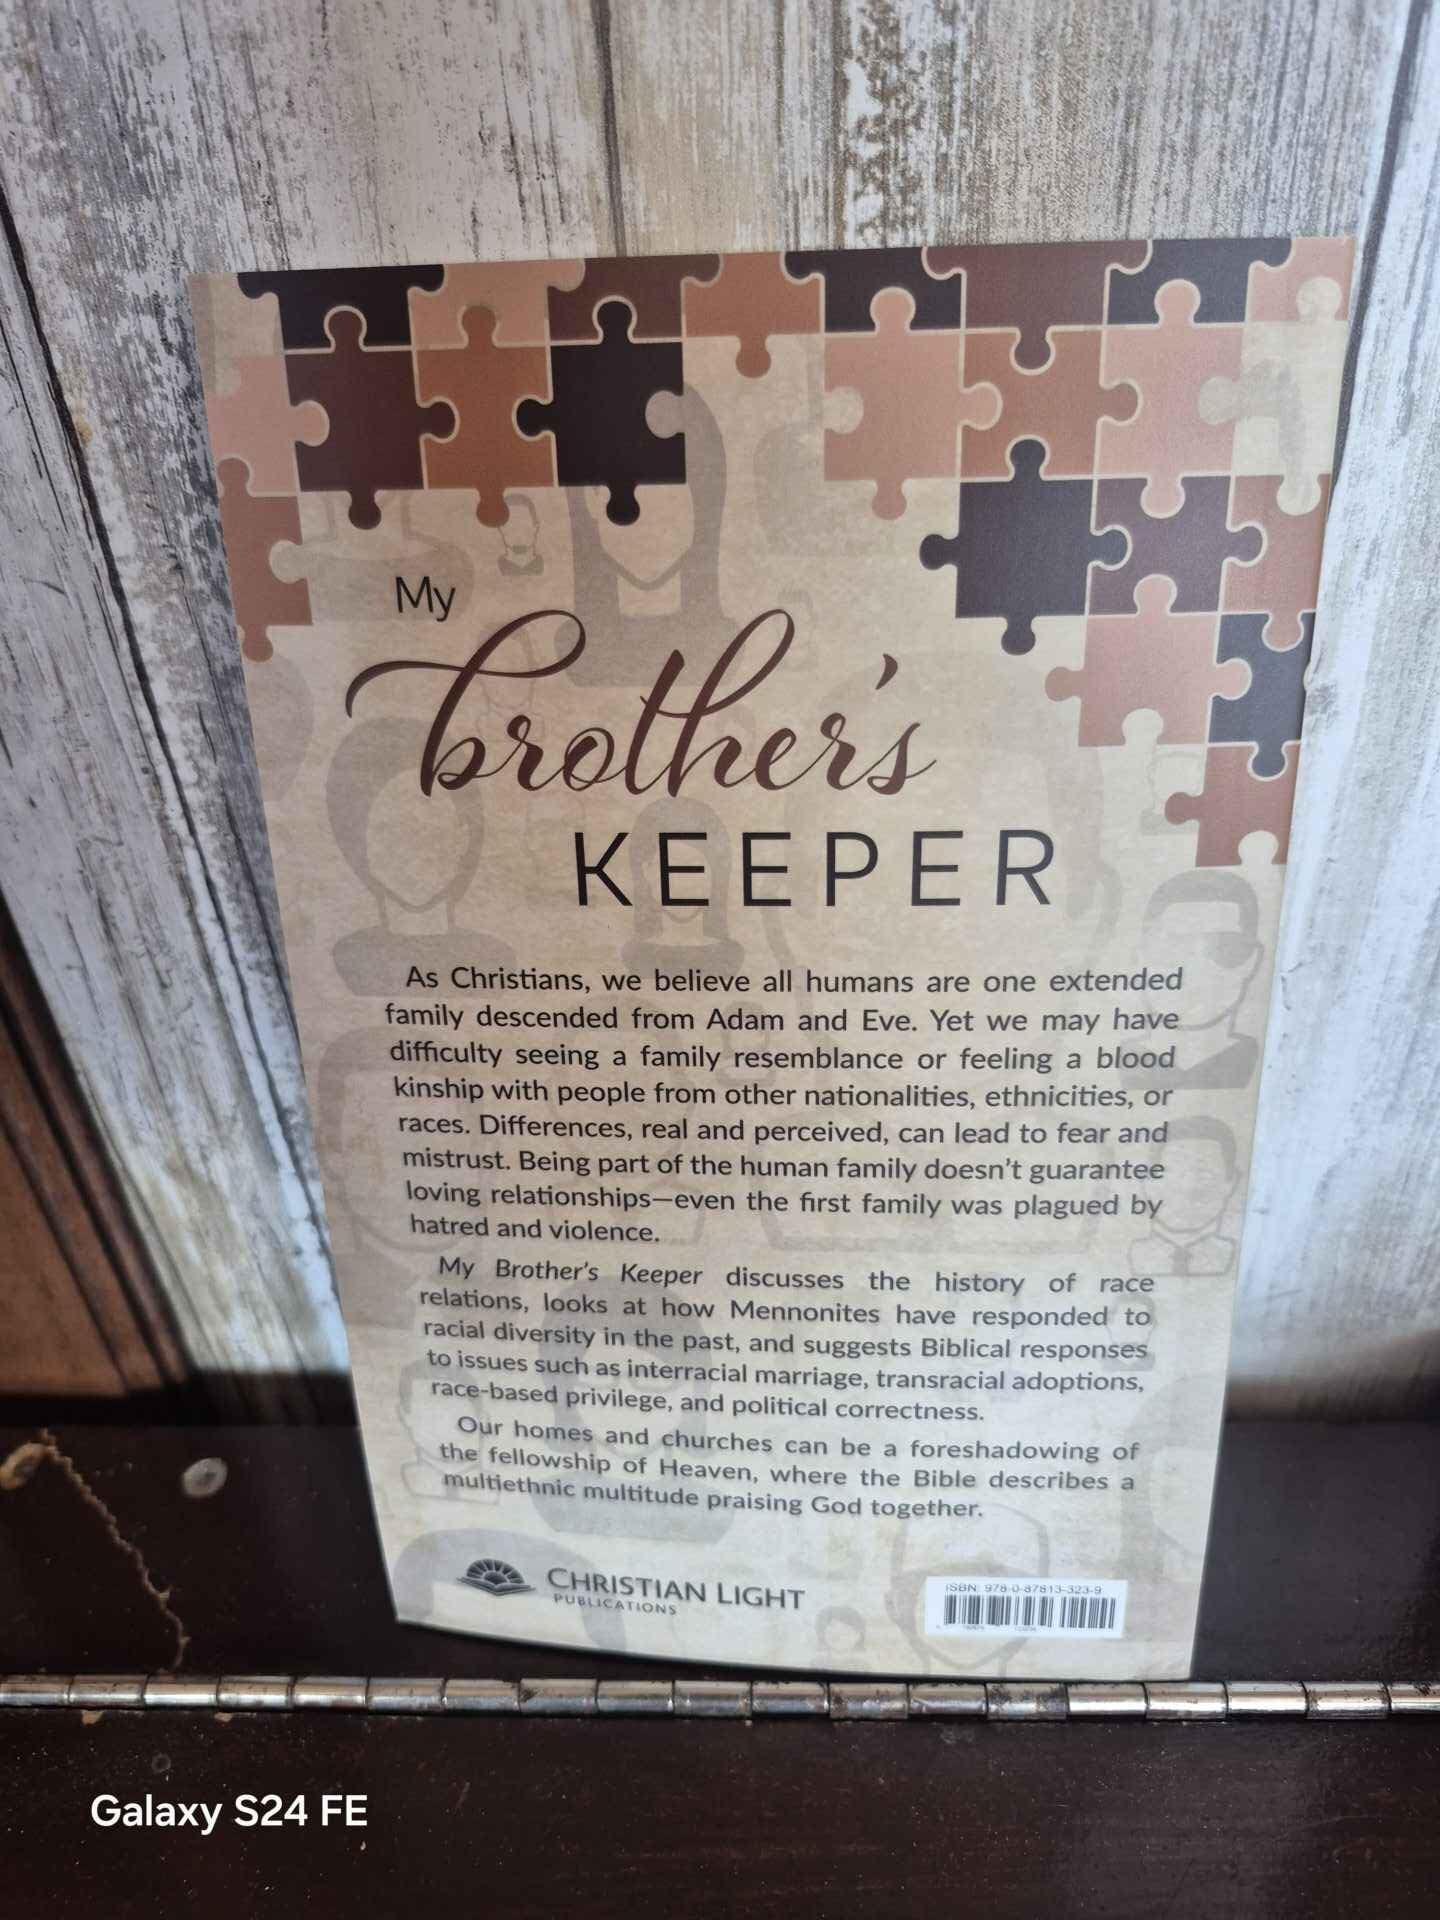 My
brother's
KEEPER
As Christians, we believe all humans are one extended
family descended from Adam and Eve. Yet we may have
difficulty seeing a family resemblance or feeling a blood
kinship with people from other nationalities, ethnicities, or
races. Differences, real and perceived, can lead to fear and
mistrust. Being part of the human family doesn't guarantee
loving relationships—even the first family was plagued by
hatred and violence.
My Brother's Keeper discusses the history of race
relations, looks at how Mennonites have responded to
racial diversity in the past, and suggests Biblical responses
to issues such as interracial marriage, transracial adoptions,
race-based privilege, and political correctness.
Our homes and churches can be a foreshadowing of
the fellowship of Heaven, where the Bible describes a
multiethnic multitude praising God together.
CHRISTIAN LIGHT
PUBLICATIONS
ISBN: 978-0-87813-323-9
Galaxy S24 FE